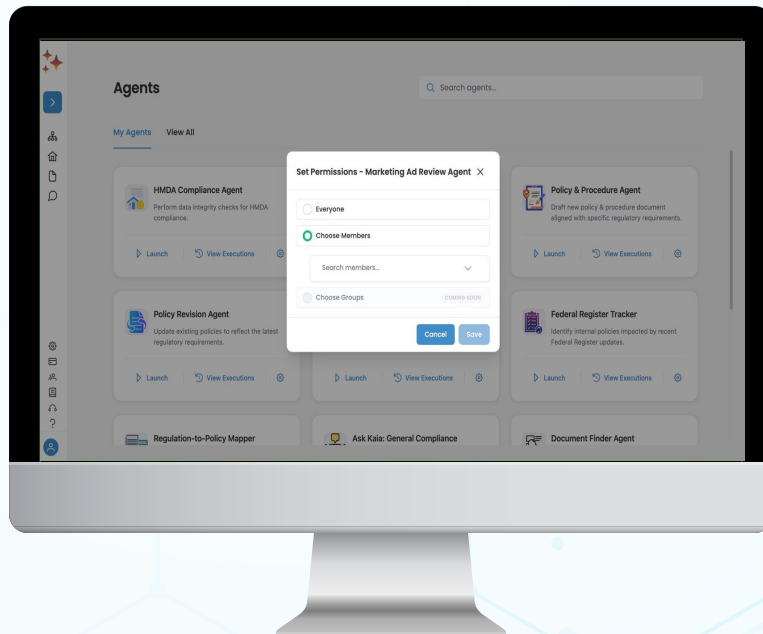 Agents
Search agents...
My Agents View All
HMDA Compliance Agent
Perform data integrity checks for HMDA
compliance.
Launch View Executions
Set Permissions - Marketing Ad Review Agent X
Everyone
Choose Members
Search members...
Choose Groups COMING SOON
Cancel Save
Policy & Procedure Agent
Draft new policy & procedure document
aligned with specific regulatory requirements.
Launch View Executions
Policy Revision Agent
Update existing policies to reflect the latest
regulatory requirements.
Launch View Executions
Launch View Executions
Federal Register Tracker
Identify internal policies impacted by recent
Federal Register updates.
Launch View Executions
Regulation-to-Policy Mapper
Ask Kaia: General Compliance
Document Finder Agent